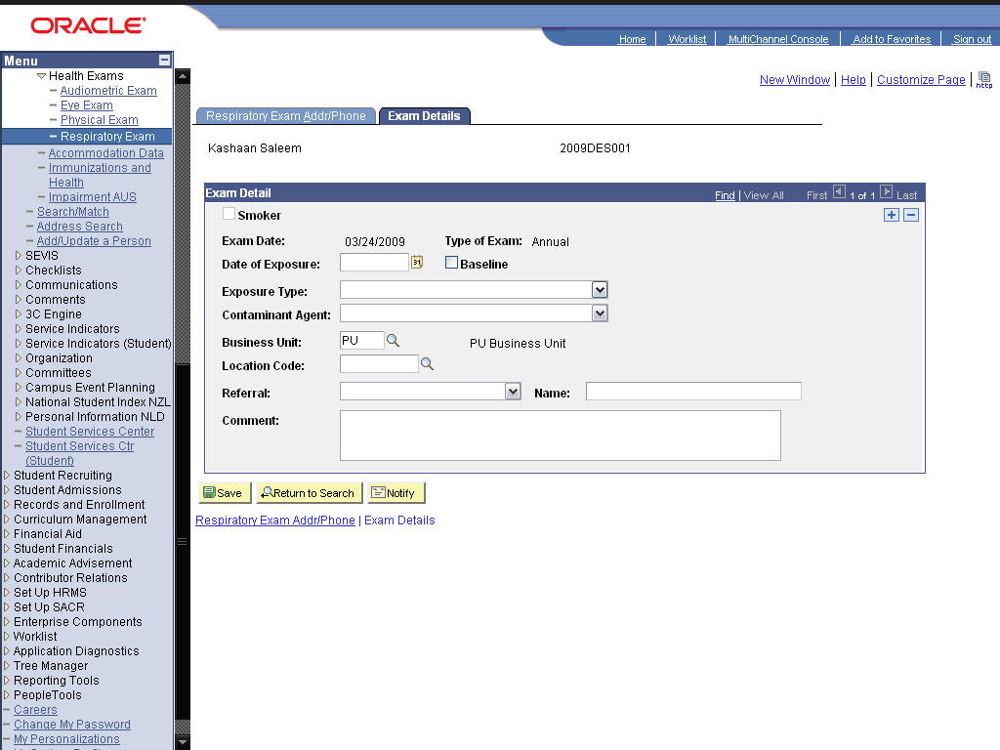 ORACLE
Home
Worklist
MultiChannel Console
Add to Favorites
Sign out
Menu
Health Exams
Audiometric Exam
Eye Exam
Physical Exam
Respiratory Exam
Accommodation Data
Immunizations and
Health
Impairment AUS
Search/Match
Address Search
Add/Update a Person
SEVIS
Checklists
Communications
Comments
3C Engine
Service Indicators
Service Indicators (Student)
Organization
Committees
Campus Event Planning
National Student Index NZL
Personal Information NLD
Student Services Center
Student Services Ctr
(Student)
Student Recruiting
Student Admissions
Records and Enrollment
Curriculum Management
Financial Aid
Student Financials
Academic Advisement
Contributor Relations
Set Up HRMS
Set Up SACR
Enterprise Components
Worklist
Application Diagnostics
Tree Manager
Reporting Tools
PeopleTools
Careers
Change My Password
My Personalizations
New Window | Help | Customize Page | http
Respiratory Exam Addr/Phone
Exam Details
Kashaan Saleem 2009DES001
Exam Detail Find | View All First 1 of 1 Last
Smoker
Exam Date: 03/24/2009 Type of Exam: Annual
Date of Exposure: 31 Baseline
Exposure Type:
Contaminant Agent:
Business Unit: PU PU Business Unit
Location Code:
Referral: Name:
Comment:
Save Return to Search Notify
Respiratory Exam Addr/Phone | Exam Details